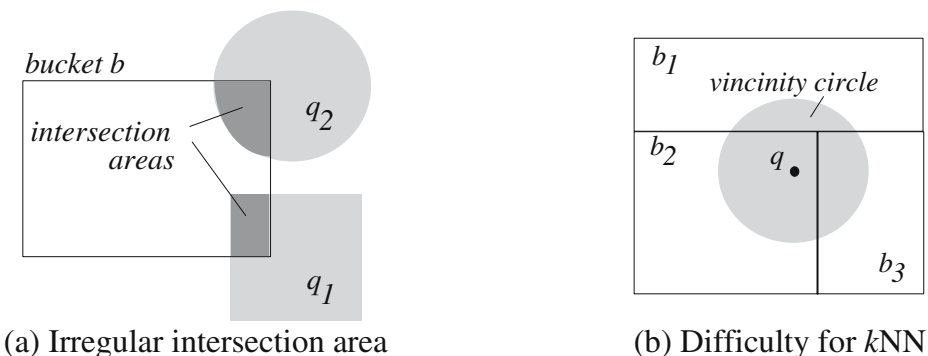 bucket b
q2
intersection
areas
q1
(a) Irregular intersection area
b1
vincinity circle
b2
q
b3
(b) Difficulty for kNN